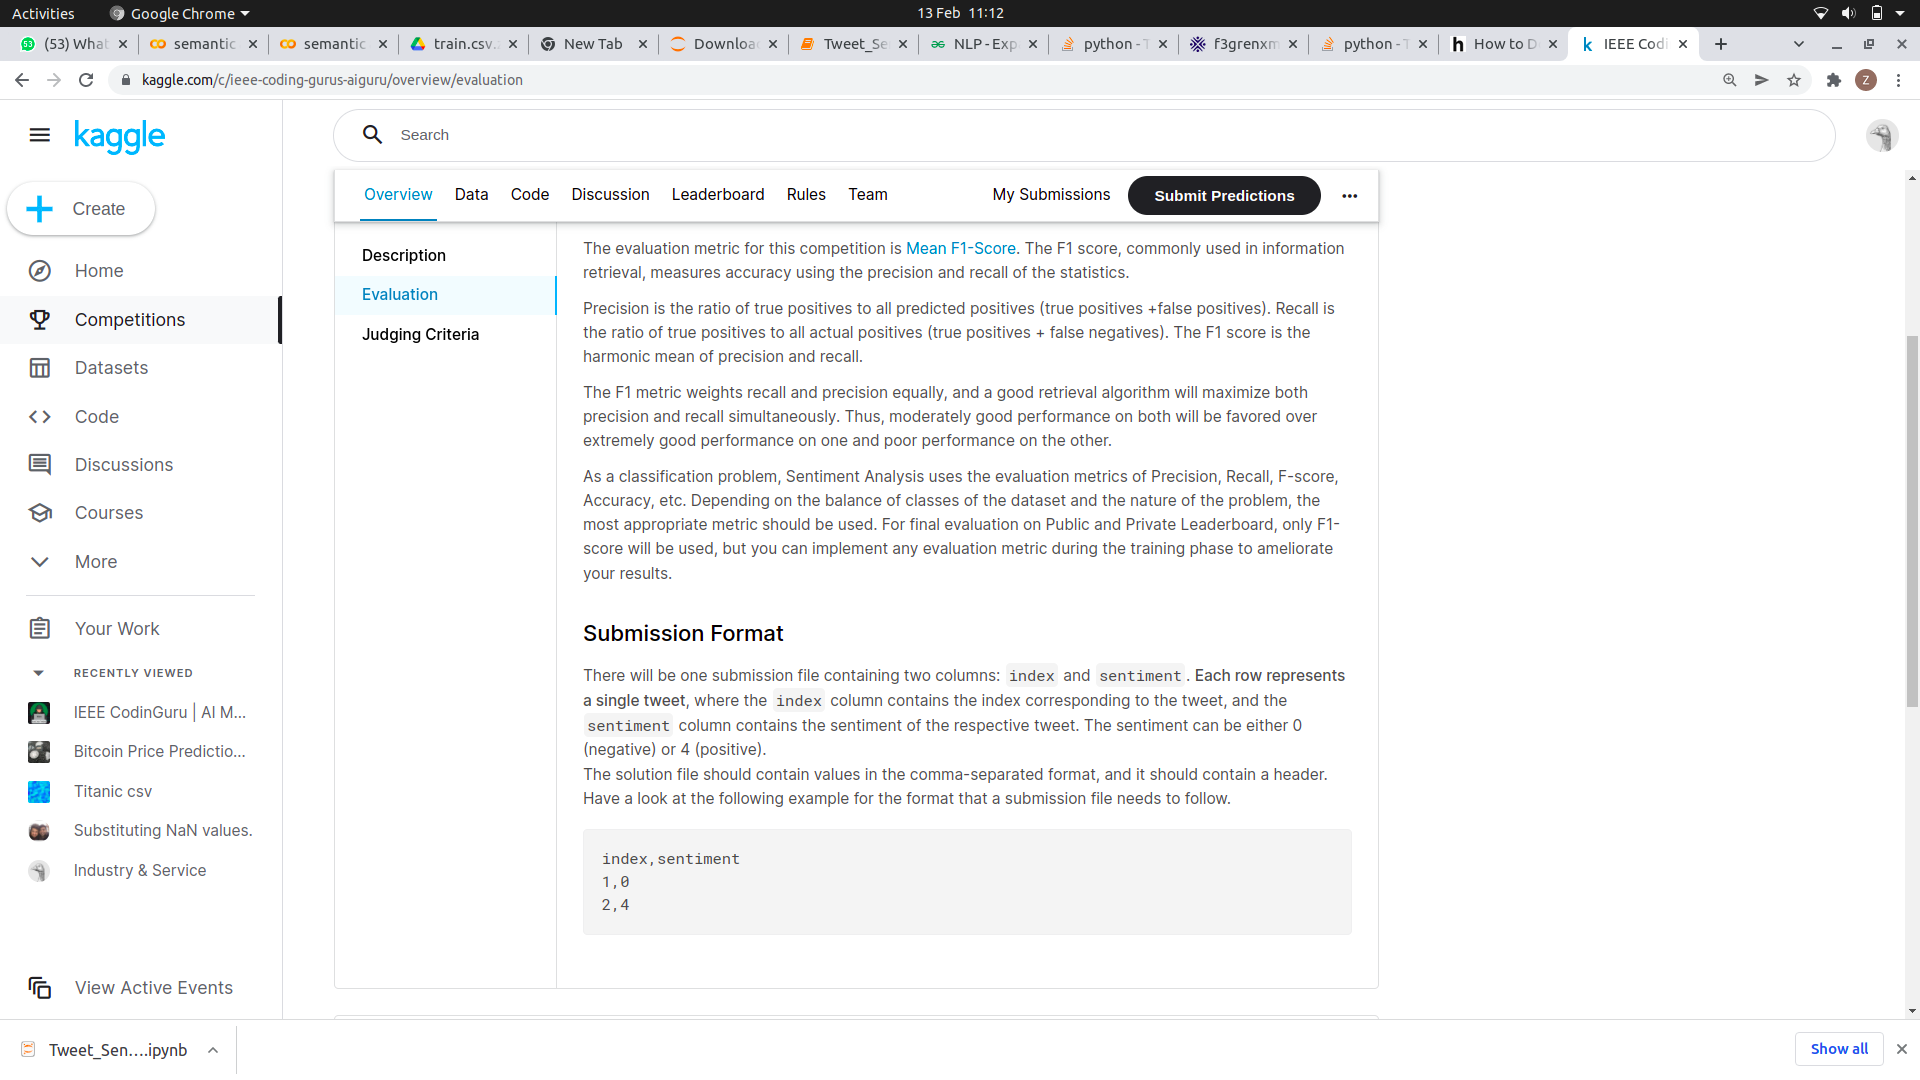 Activities
Google Chrome
13 Feb 11:12
(53) What
semantic
semantic
train.csv.
New Tab
Downloa
Tweet_Se
NLP - Exp
python - T
f3grenxm
python - T
How to D
IEEE Codi
kaggle.com/c/ieee-coding-gurus-aiguru/overview/evaluation
Z
kaggle
Search
Create
Home
Competitions
Datasets
Code
Discussions
Courses
More
Your Work
RECENTLY VIEWED
IEEE CodinGuru | AI M...
Bitcoin Price Predictio...
Titanic csv
Substituting NaN values.
Industry & Service
View Active Events
Overview
Data
Code
Discussion
Leaderboard
Rules
Team
My Submissions
Submit Predictions
Description
Evaluation
Judging Criteria
The evaluation metric for this competition is Mean F1-Score. The F1 score, commonly used in information
retrieval, measures accuracy using the precision and recall of the statistics.
Precision is the ratio of true positives to all predicted positives (true positives +false positives). Recall is
the ratio of true positives to all actual positives (true positives + false negatives). The F1 score is the
harmonic mean of precision and recall.
The F1 metric weights recall and precision equally, and a good retrieval algorithm will maximize both
precision and recall simultaneously. Thus, moderately good performance on both will be favored over
extremely good performance on one and poor performance on the other.
As a classification problem, Sentiment Analysis uses the evaluation metrics of Precision, Recall, F-score,
Accuracy, etc. Depending on the balance of classes of the dataset and the nature of the problem, the
most appropriate metric should be used. For final evaluation on Public and Private Leaderboard, only F1-
score will be used, but you can implement any evaluation metric during the training phase to ameliorate
your results.
Submission Format
There will be one submission file containing two columns: index and sentiment. Each row represents
a single tweet, where the index column contains the index corresponding to the tweet, and the
sentiment column contains the sentiment of the respective tweet. The sentiment can be either 0
(negative) or 4 (positive).
The solution file should contain values in the comma-separated format, and it should contain a header.
Have a look at the following example for the format that a submission file needs to follow.
index,sentiment
1,0
2,4
Tweet_Sen....ipynb
Show all